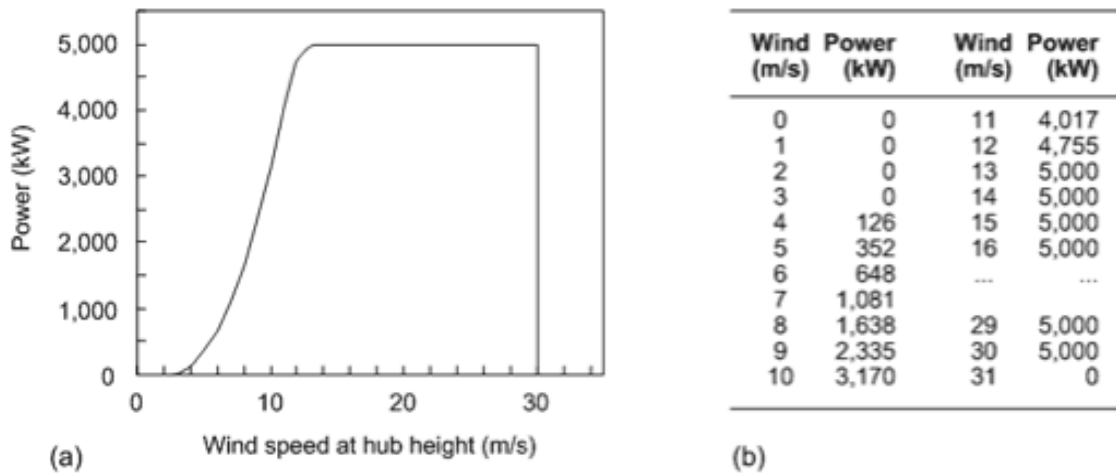 5,000
4,000
3,000
2,000
1,000
0
Power (kW)
0 10 20 30
Wind speed at hub height (m/s)
(a)
Wind Power Wind Power
(m/s) (kW) (m/s) (kW)
0 0 11 4,017
1 0 12 4,755
2 0 13 5,000
3 0 14 5,000
4 126 15 5,000
5 352 16 5,000
6 648 ... ...
7 1,081
8 1,638 29 5,000
9 2,335 30 5,000
10 3,170 31 0
(b)